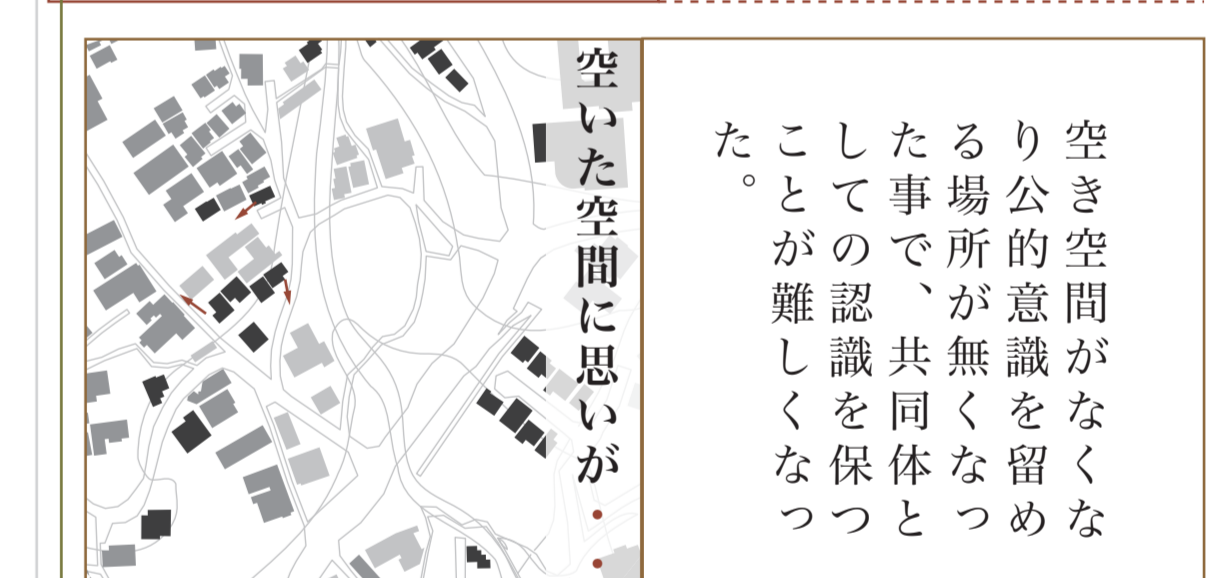 空き空間がなくな
り公的意識を留め
る場所が無くなっ
た事で、共同体と
しての認識を保つ
ことが難しくなっ
た。
空いた空間に思いが